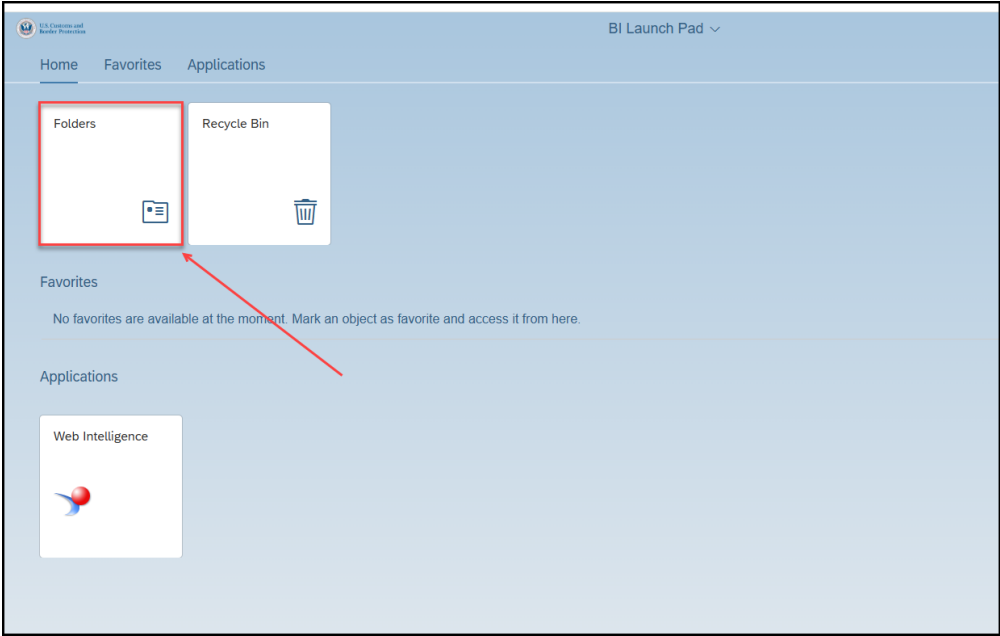 U.S. Customs and
Border Protection
BI Launch Pad
Home Favorites Applications
Folders
Recycle Bin
Favorites
No favorites are available at the moment. Mark an object as favorite and access it from here.
Applications
Web Intelligence